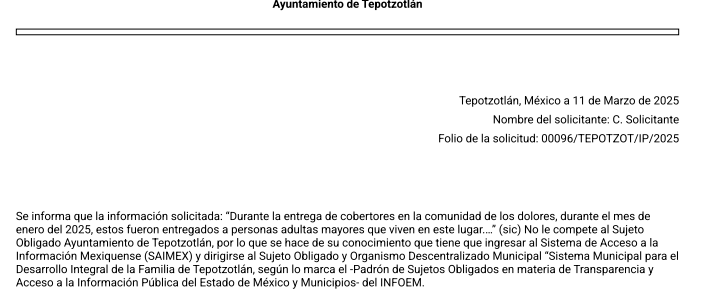 Ayuntamiento de Tepotzotlán
Tepotzotlán, México a 11 de Marzo de 2025
Nombre del solicitante: C. Solicitante
Folio de la solicitud: 00096/TEPOTZOT/IP/2025
Se informa que la información solicitada: “Durante la entrega de cobertores en la comunidad de los dolores, durante el mes de
enero del 2025, estos fueron entregados a personas adultas mayores que viven en este lugar....” (sic) No le compete al Sujeto
Obligado Ayuntamiento de Tepotzotlán, por lo que se hace de su conocimiento que tiene que ingresar al Sistema de Acceso a la
Información Mexiquense (SAIMEX) y dirigirse al Sujeto Obligado y Organismo Descentralizado Municipal “Sistema Municipal para el
Desarrollo Integral de la Familia de Tepotzotlán, según lo marca el -Padrón de Sujetos Obligados en materia de Transparencia y
Acceso a la Información Pública del Estado de México y Municipios- del INFOEM.